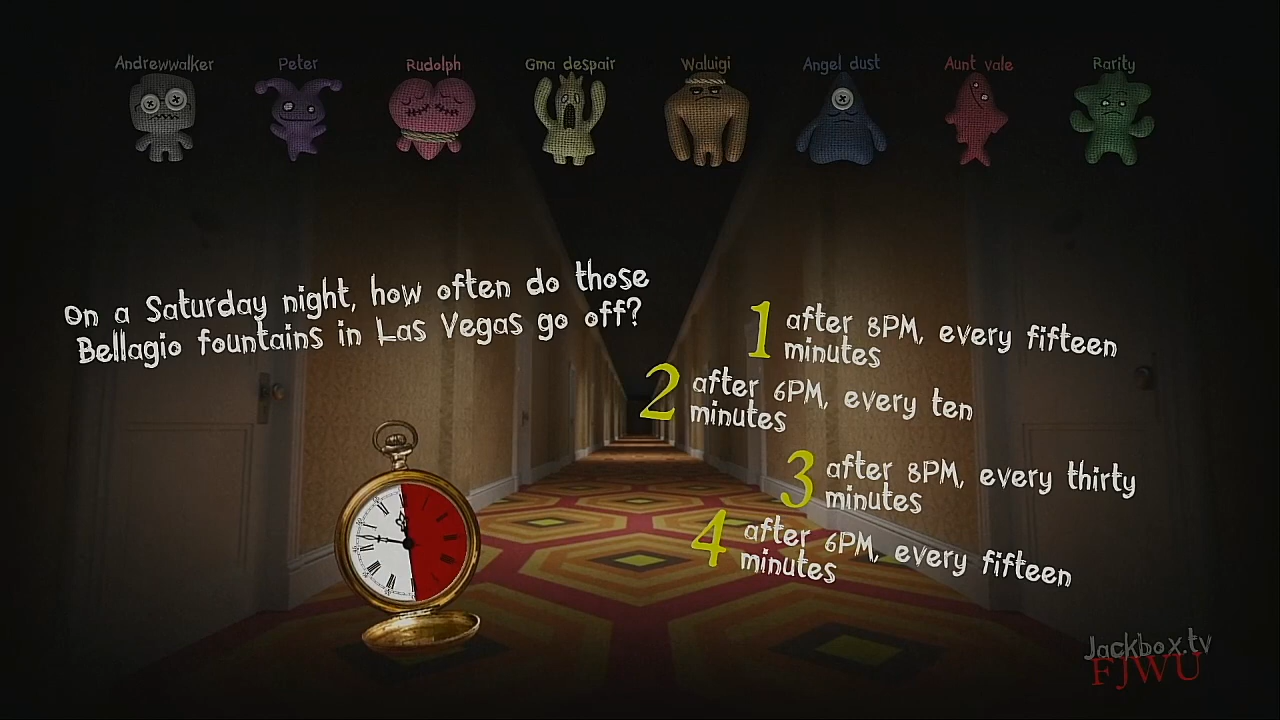 Andrewwalker Peter Rudolph Gma despair Waluigi Angel dust Aunt vale Rarity
On a Saturday night, how often do those
Bellagio fountains in Las Vegas go off?
1 after 8PM, every fifteen
minutes
2 after 6PM, every ten
minutes
3 after 8PM, every thirty
minutes
4 after 6PM, every fifteen
minutes
Jackbox.tv
FJWU